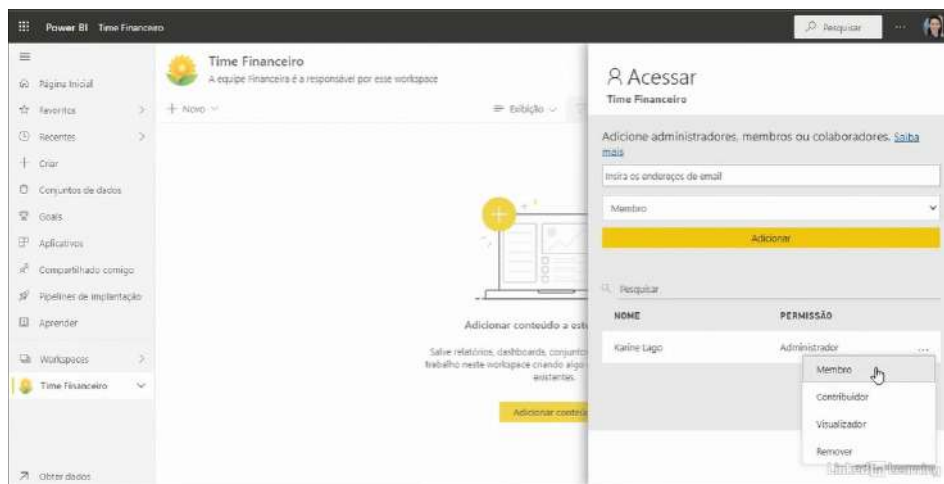 Power BI Time Financeiro
Pesquisar
Página Inicial
Favoritos
Recentes
Criar
Conjuntos de dados
Goals
Aplicativos
Compartilhado comigo
Pipelines de implantação
Aprender
Workspaces
Time Financeiro
Obter dados
Time Financeiro
A equipe Financeira é a responsável por esse workspace
+ Novo
Exibição
Adicionar conteúdo a est
Salve relatórios, dashboards, conjunto
trabalho neste workspace criando algo
existentes.
Adicionar conteú
Acessar
Time Financeiro
Adicione administradores, membros ou colaboradores. Saiba
mais
Insira os endereços de email
Membro
Adicionar
Pesquisar
NOME PERMISSÃO
Karine Lago Administrador ...
Membro
Contribuidor
Visualizador
Remover
LinkedIn Learning